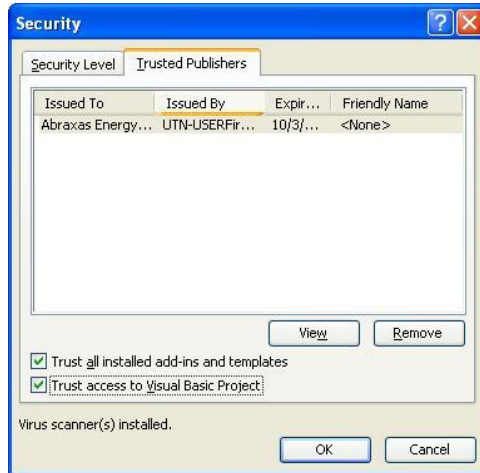 Security
Security Level Trusted Publishers
Issued To Issued By Expir... Friendly Name
Abraxas Energy... UTN-USERFir... 10/3/... <None>
View Remove
Trust all installed add-ins and templates
Trust access to Visual Basic Project
Virus scanner(s) installed.
OK Cancel